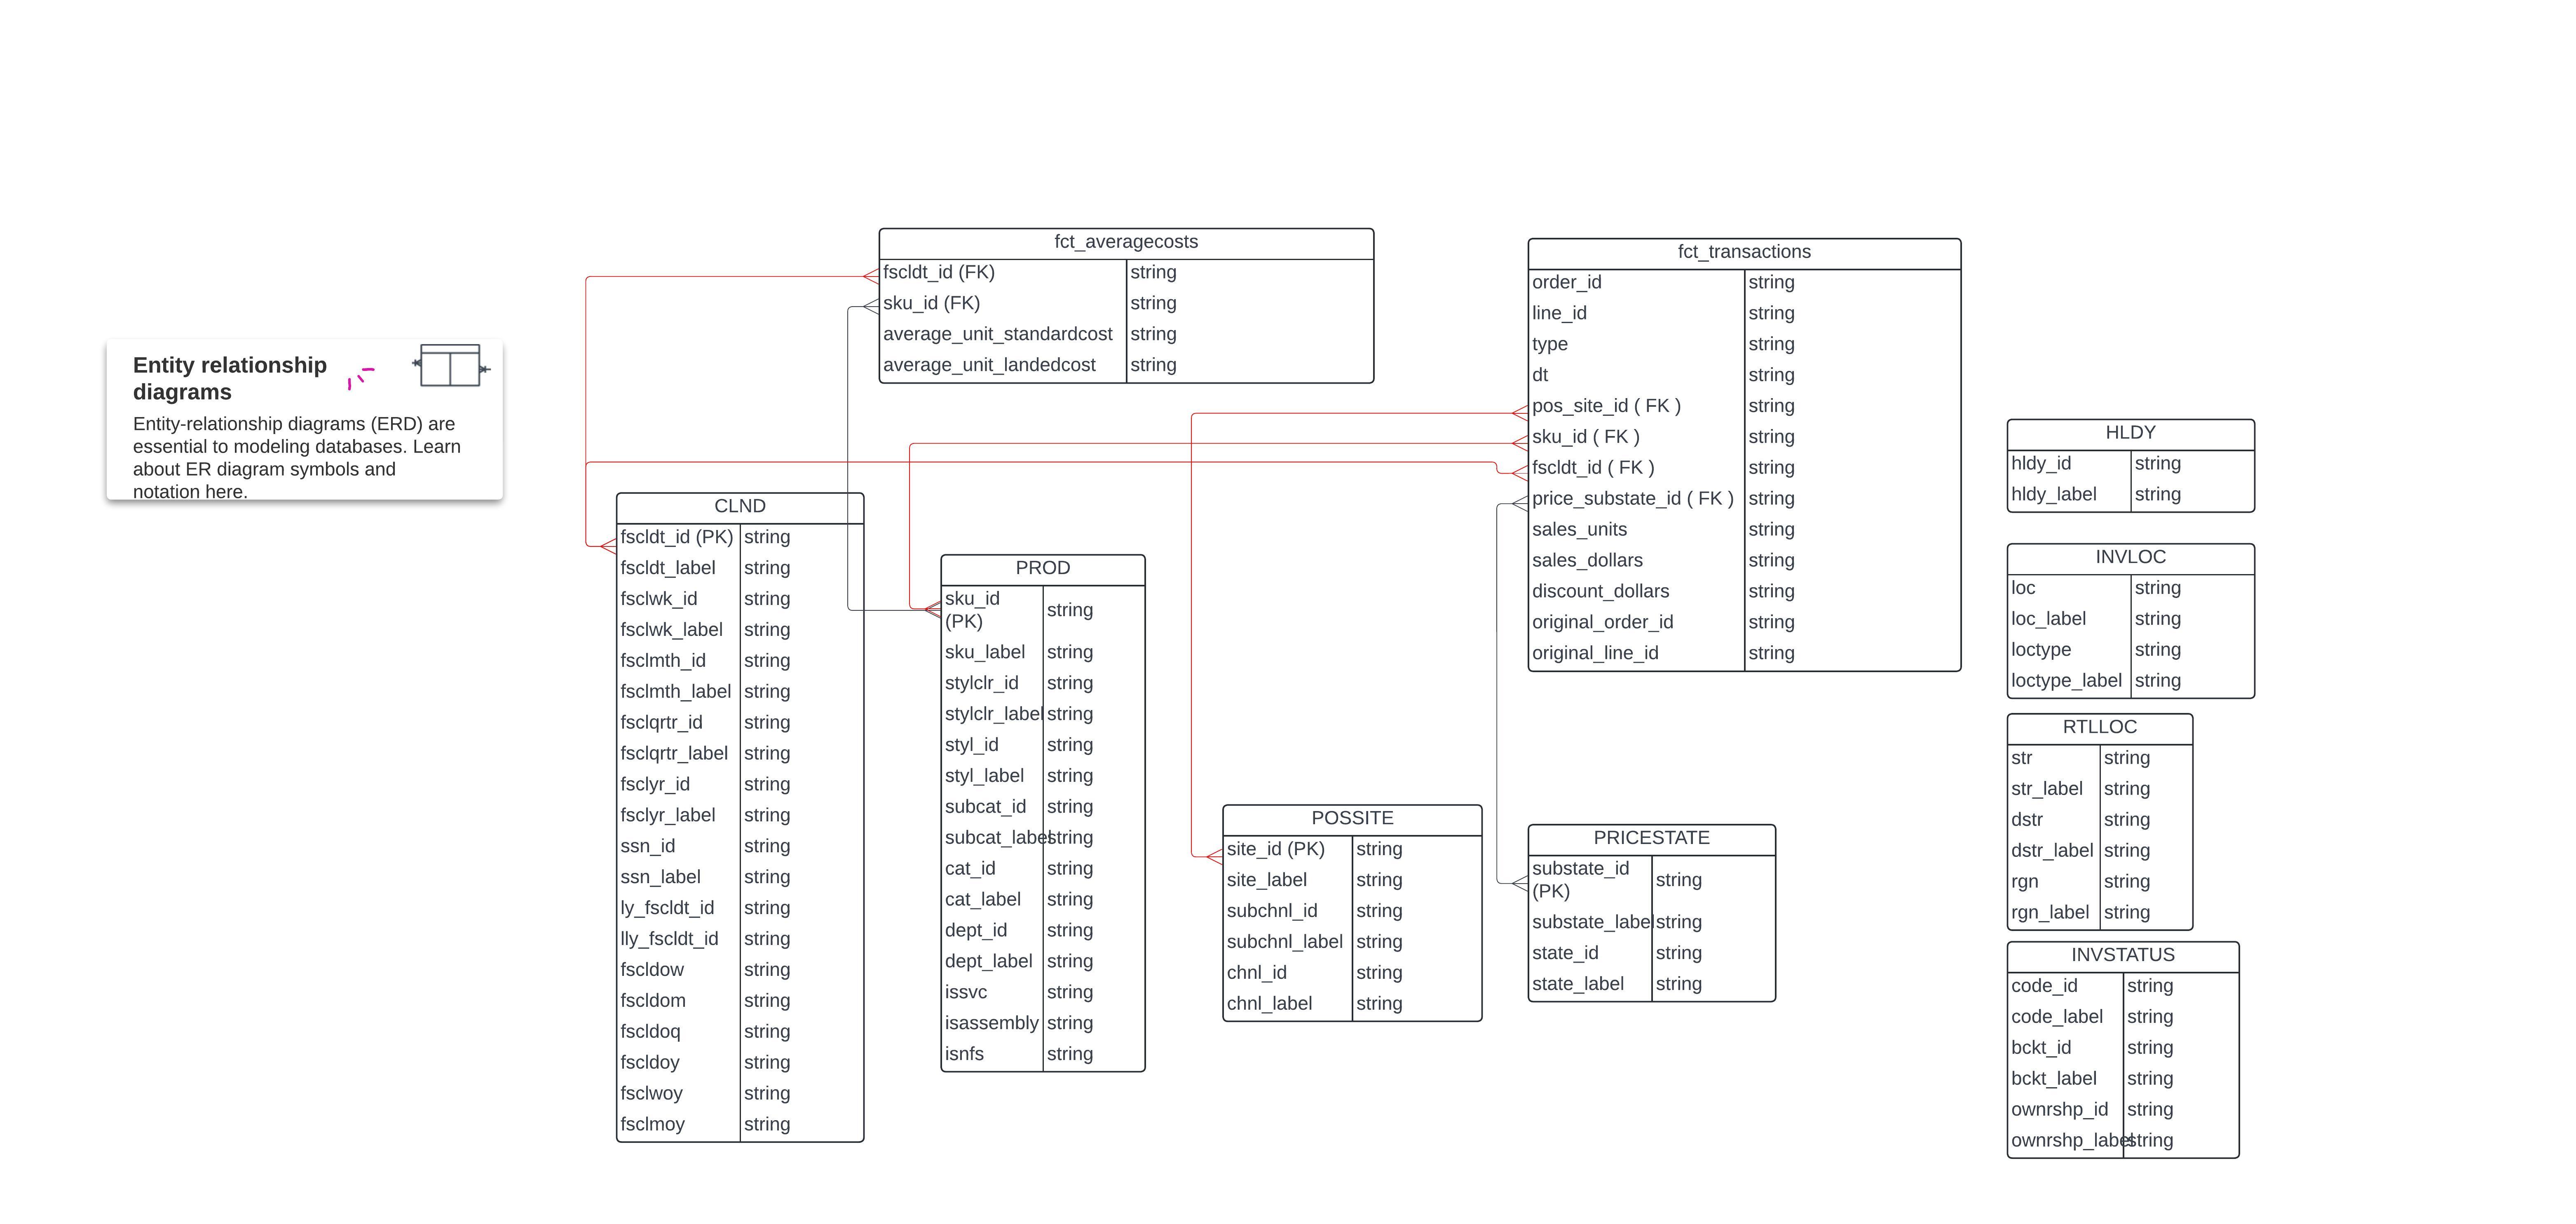 Entity relationship
diagrams
Entity-relationship diagrams (ERD) are
essential to modeling databases. Learn
about ER diagram symbols and
notation here.
fct_averagecosts
fscldt_id (FK) string
sku_id (FK) string
average_unit_standardcost string
average_unit_landedcost string
fct_transactions
order_id string
line_id string
type string
dt string
pos_site_id ( FK ) string
sku_id ( FK ) string
fscldt_id ( FK ) string
price_substate_id ( FK ) string
sales_units string
sales_dollars string
discount_dollars string
original_order_id string
original_line_id string
CLND
fscldt_id (PK) string
fscldt_label string
fsclwk_id string
fsclwk_label string
fsclmth_id string
fsclmth_label string
fsclqrtr_id string
fsclqrtr_label string
fsclyr_id string
fsclyr_label string
ssn_id string
ssn_label string
ly_fscldt_id string
lly_fscldt_id string
fscldow string
fscldom string
fscldoq string
fscldoy string
fsclwoy string
fsclmoy string
PROD
sku_id
(PK) string
sku_label string
stylclr_id string
stylclr_label string
styl_id string
styl_label string
subcat_id string
subcat_label string
cat_id string
cat_label string
dept_id string
dept_label string
issvc string
isassembly string
isnfs string
POSSITE
site_id (PK) string
site_label string
subchnl_id string
subchnl_label string
chnl_id string
chnl_label string
PRICESTATE
substate_id
(PK) string
substate_label string
state_id string
state_label string
HLDY
hldy_id string
hldy_label string
INVLOC
loc string
loc_label string
loctype string
loctype_label string
RTLLOC
str string
str_label string
dstr string
dstr_label string
rgn string
rgn_label string
INVSTATUS
code_id string
code_label string
bckt_id string
bckt_label string
ownrshp_id string
ownrshp_label string